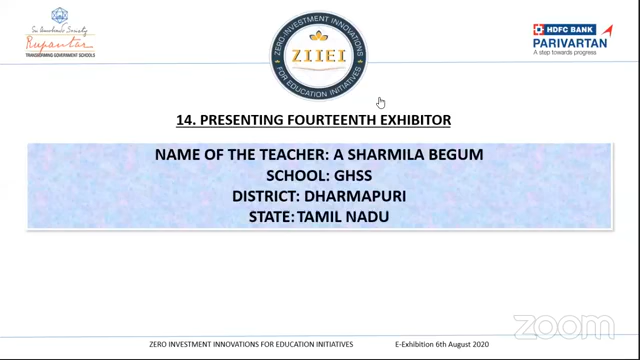 Sri Aurobindo Society
Rupantar
TRANSFORMING GOVERNMENT SCHOOLS
ZERO INVESTMENT INNOVATIONS
ZIIEI
FOR EDUCATION INITIATIVES
HDFC BANK
PARIVARTAN
A step towards progress
14. PRESENTING FOURTEENTH EXHIBITOR
NAME OF THE TEACHER: A SHARMILA BEGUM
SCHOOL: GHSS
DISTRICT: DHARMAPURI
STATE: TAMIL NADU
zoom
ZERO INVESTMENT INNOVATIONS FOR EDUCATION INITIATIVES
E-Exhibition 6th August 2020